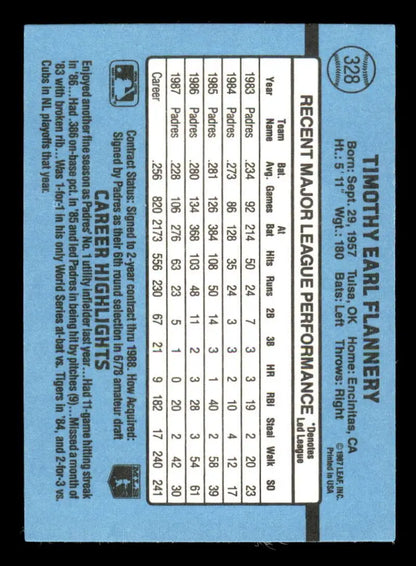 328
TIMOTHY EARL FLANNERY
Born: Sept. 29, 1957 Tulsa, OK Home: Encinitas, CA
Ht.: 5' 11" Wgt.: 180 Bats: Left Throws: Right
©1987 LEAF, INC.
Printed in USA
RECENT MAJOR LEAGUE PERFORMANCE *Denotes Led League
Year Team Name Bat. Avg. Games At Bat Hits Runs 2B 3B HR RBI Steal Walk SO
1983 Padres .234 92 214 50 24 7 3 3 19 2 20 23
1984 Padres .273 86 128 35 24 3 3 2 10 4 12 17
1985 Padres .281 126 384 108 50 14 3 1 40 2 58 39
1986 Padres .280 134 368 103 48 11 2 3 28 3 54 61
1987 Padres .228 106 276 63 23 5 1 0 20 2 42 30
Career .256 820 2173 556 230 67 21 9 182 17 240 241
Contract Status: Signed to 2-year contract thru 1988. How Acquired:
Signed by Padres as their 6th round selection in 6/78 amateur draft
CAREER HIGHLIGHTS
Enjoyed another fine season as Padres' No. 1 utility infielder last year... Had 11-game hitting streak
in '86... Had .386 on-base pct. in '85 and led Padres in being hit by pitches (9)... Missed a month of
'83 with broken rib... Was 1-for-1 in his only World Series at-bat vs. Tigers in '84, and 2-for-3 vs.
Cubs in NL playoffs that year.